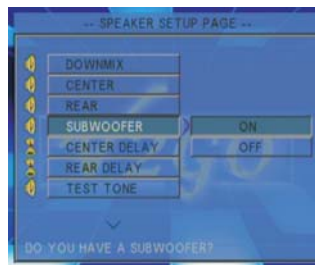 -- SPEAKER SETUP PAGE --
DOWNMIX
CENTER
REAR
SUBWOOFER ON
CENTER DELAY OFF
REAR DELAY
TEST TONE
DO YOU HAVE A SUBWOOFER?